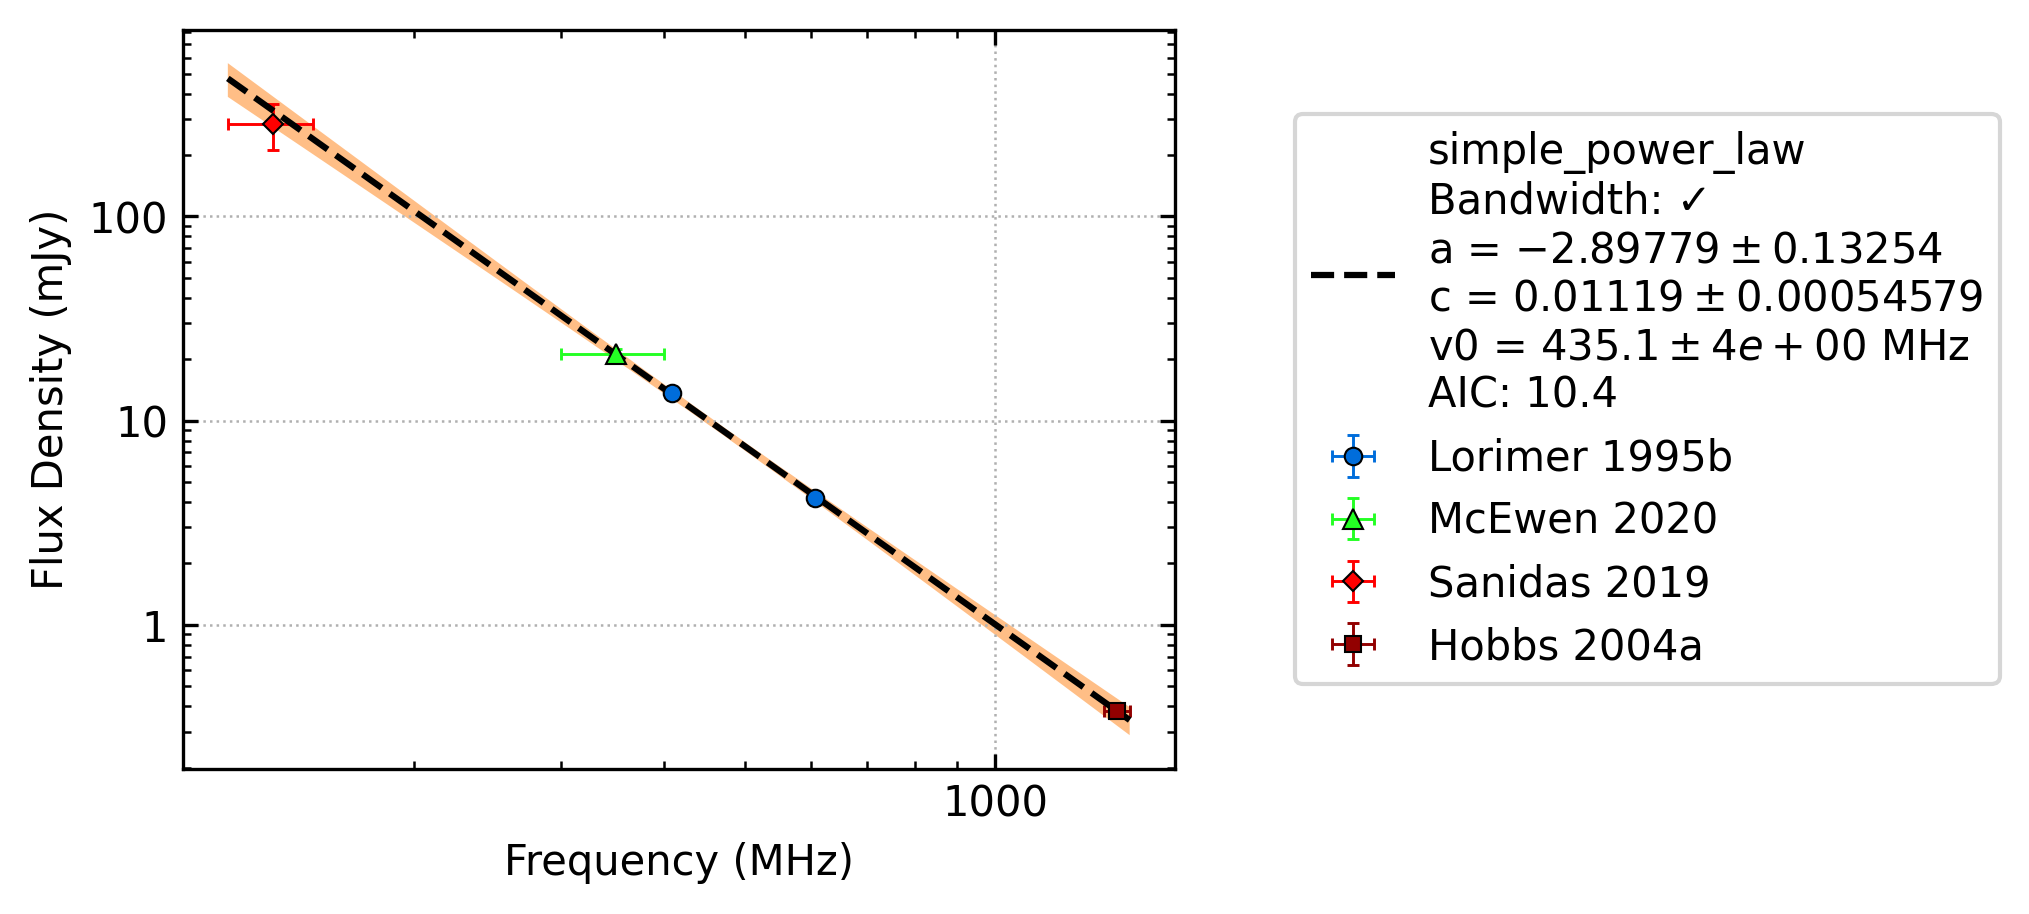 100
10
1
1000
Flux Density (mJy)
Frequency (MHz)
simple_power_law
Bandwidth: ✓
a = −2.89779 ± 0.13254
c = 0.01119 ± 0.00054579
v0 = 435.1 ± 4e + 00 MHz
AIC: 10.4
Lorimer 1995b
McEwen 2020
Sanidas 2019
Hobbs 2004a